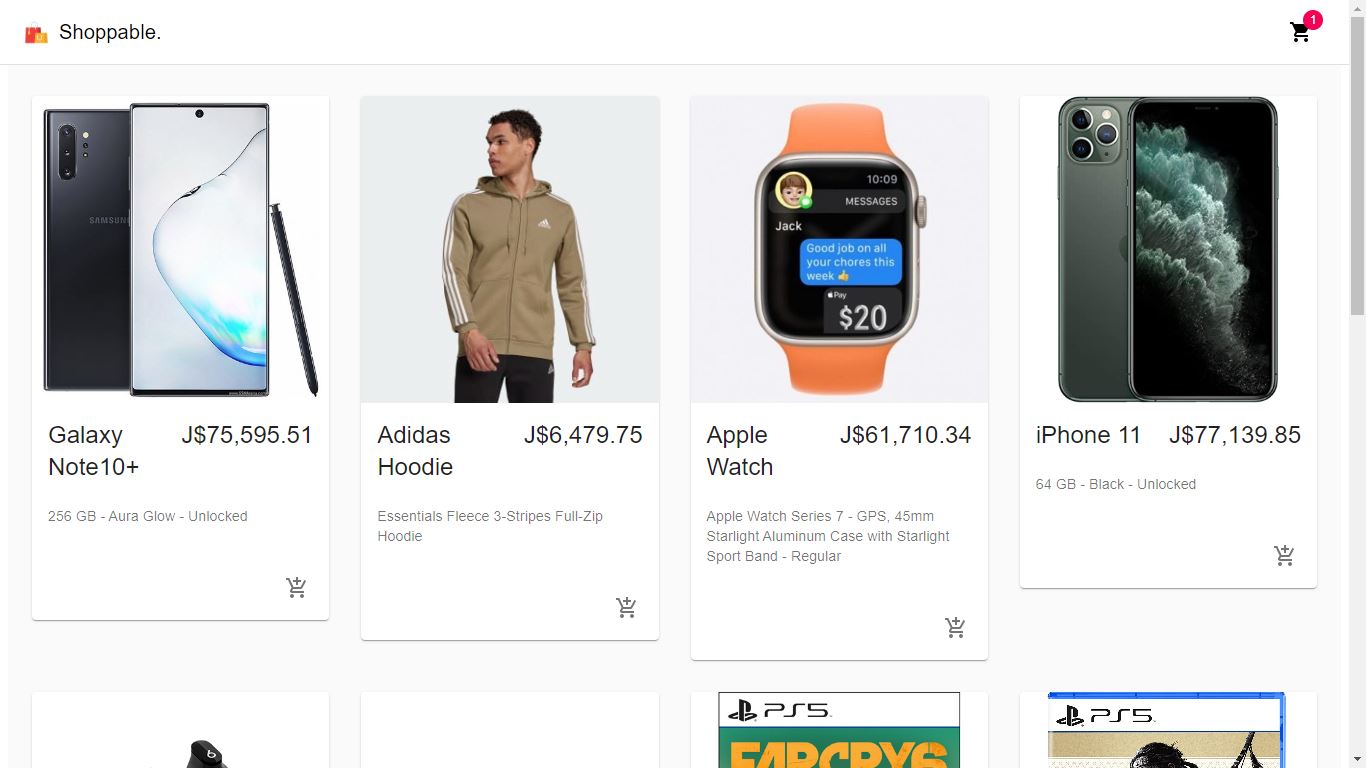 Shoppable.
1
SAMSUNG
10:09
MESSAGES
Jack
Good job on all
your chores this
week 👍
Pay
$20
Galaxy
Note10+
J$75,595.51
256 GB - Aura Glow - Unlocked
Adidas
Hoodie
J$6,479.75
Essentials Fleece 3-Stripes Full-Zip
Hoodie
Apple
Watch
J$61,710.34
Apple Watch Series 7 - GPS, 45mm
Starlight Aluminum Case with Starlight
Sport Band - Regular
iPhone 11
J$77,139.85
64 GB - Black - Unlocked
PS5
FARCRY6
PS5